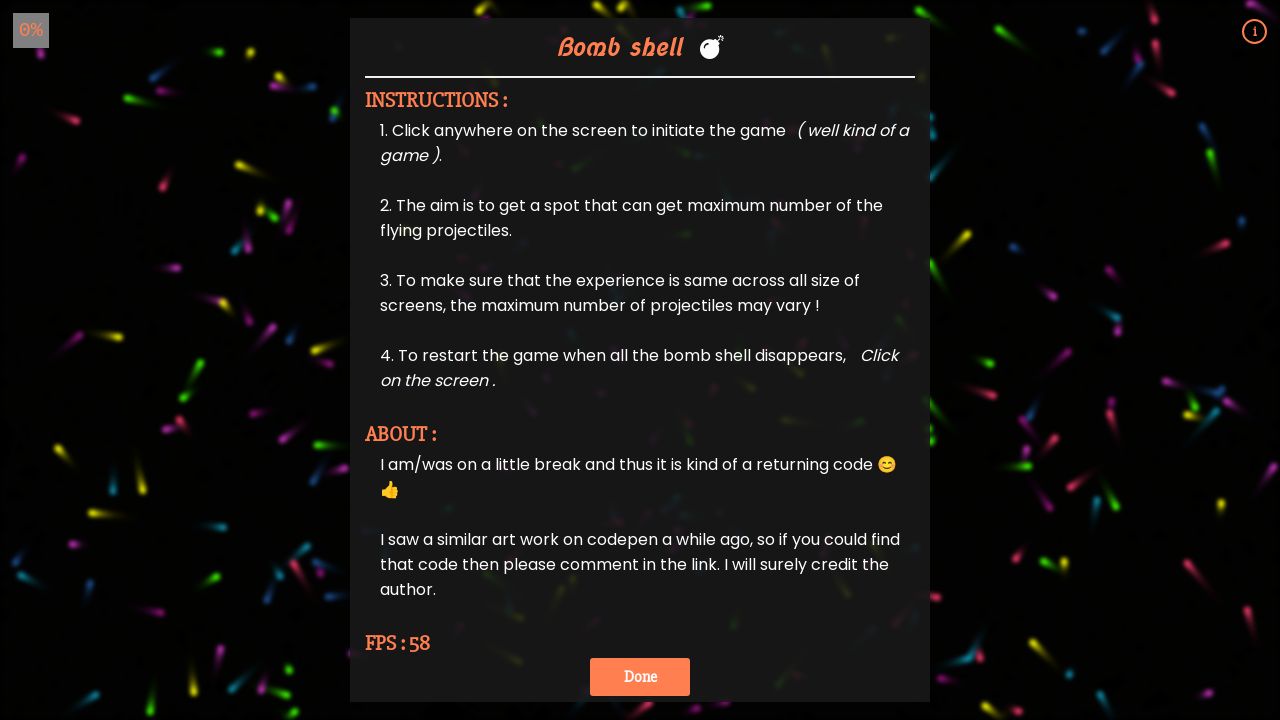 0%
i
Bomb shell 💣
INSTRUCTIONS :
1. Click anywhere on the screen to initiate the game ( well kind of a
game ).
2. The aim is to get a spot that can get maximum number of the
flying projectiles.
3. To make sure that the experience is same across all size of
screens, the maximum number of projectiles may vary !
4. To restart the game when all the bomb shell disappears, Click
on the screen .
ABOUT :
I am/was on a little break and thus it is kind of a returning code 😊
👍
I saw a similar art work on codepen a while ago, so if you could find
that code then please comment in the link. I will surely credit the
author.
FPS : 58
Done